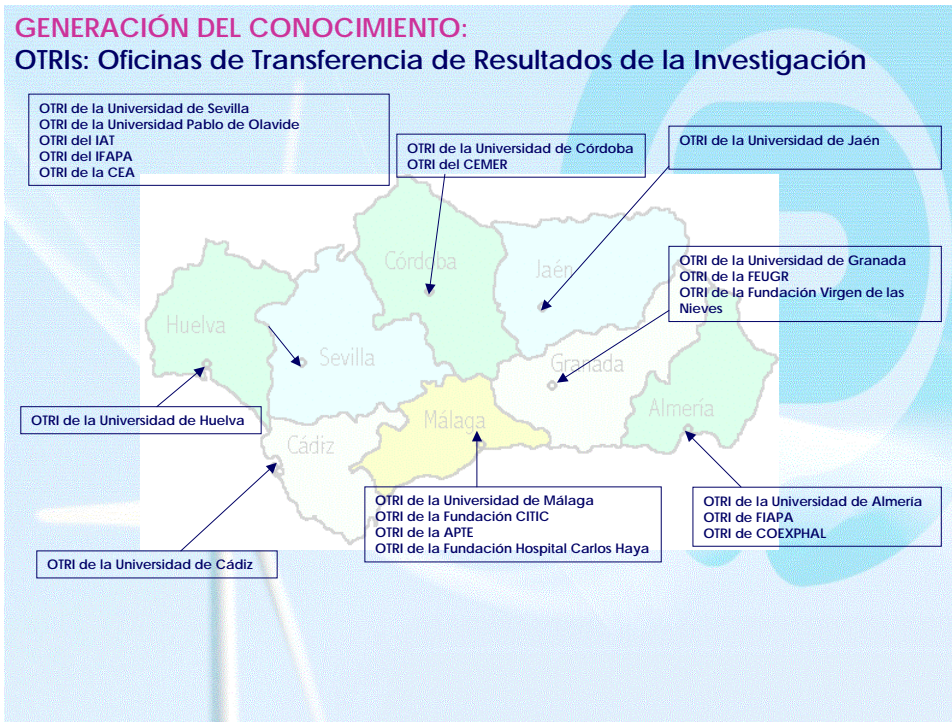 GENERACIÓN DEL CONOCIMIENTO:
OTRIs: Oficinas de Transferencia de Resultados de la Investigación
OTRI de la Universidad de Sevilla
OTRI de la Universidad Pablo de Olavide
OTRI del IAT
OTRI del IFAPA
OTRI de la CEA
OTRI de la Universidad de Córdoba
OTRI del CEMER
OTRI de la Universidad de Jaén
OTRI de la Universidad de Granada
OTRI de la FEUGR
OTRI de la Fundación Virgen de las
Nieves
Córdoba
Jaén
Huelva
Sevilla
Granada
Almería
Málaga
Cádiz
OTRI de la Universidad de Huelva
OTRI de la Universidad de Málaga
OTRI de la Fundación CITIC
OTRI de la APTE
OTRI de la Fundación Hospital Carlos Haya
OTRI de la Universidad de Almería
OTRI de FIAPA
OTRI de COEXPHAL
OTRI de la Universidad de Cádiz